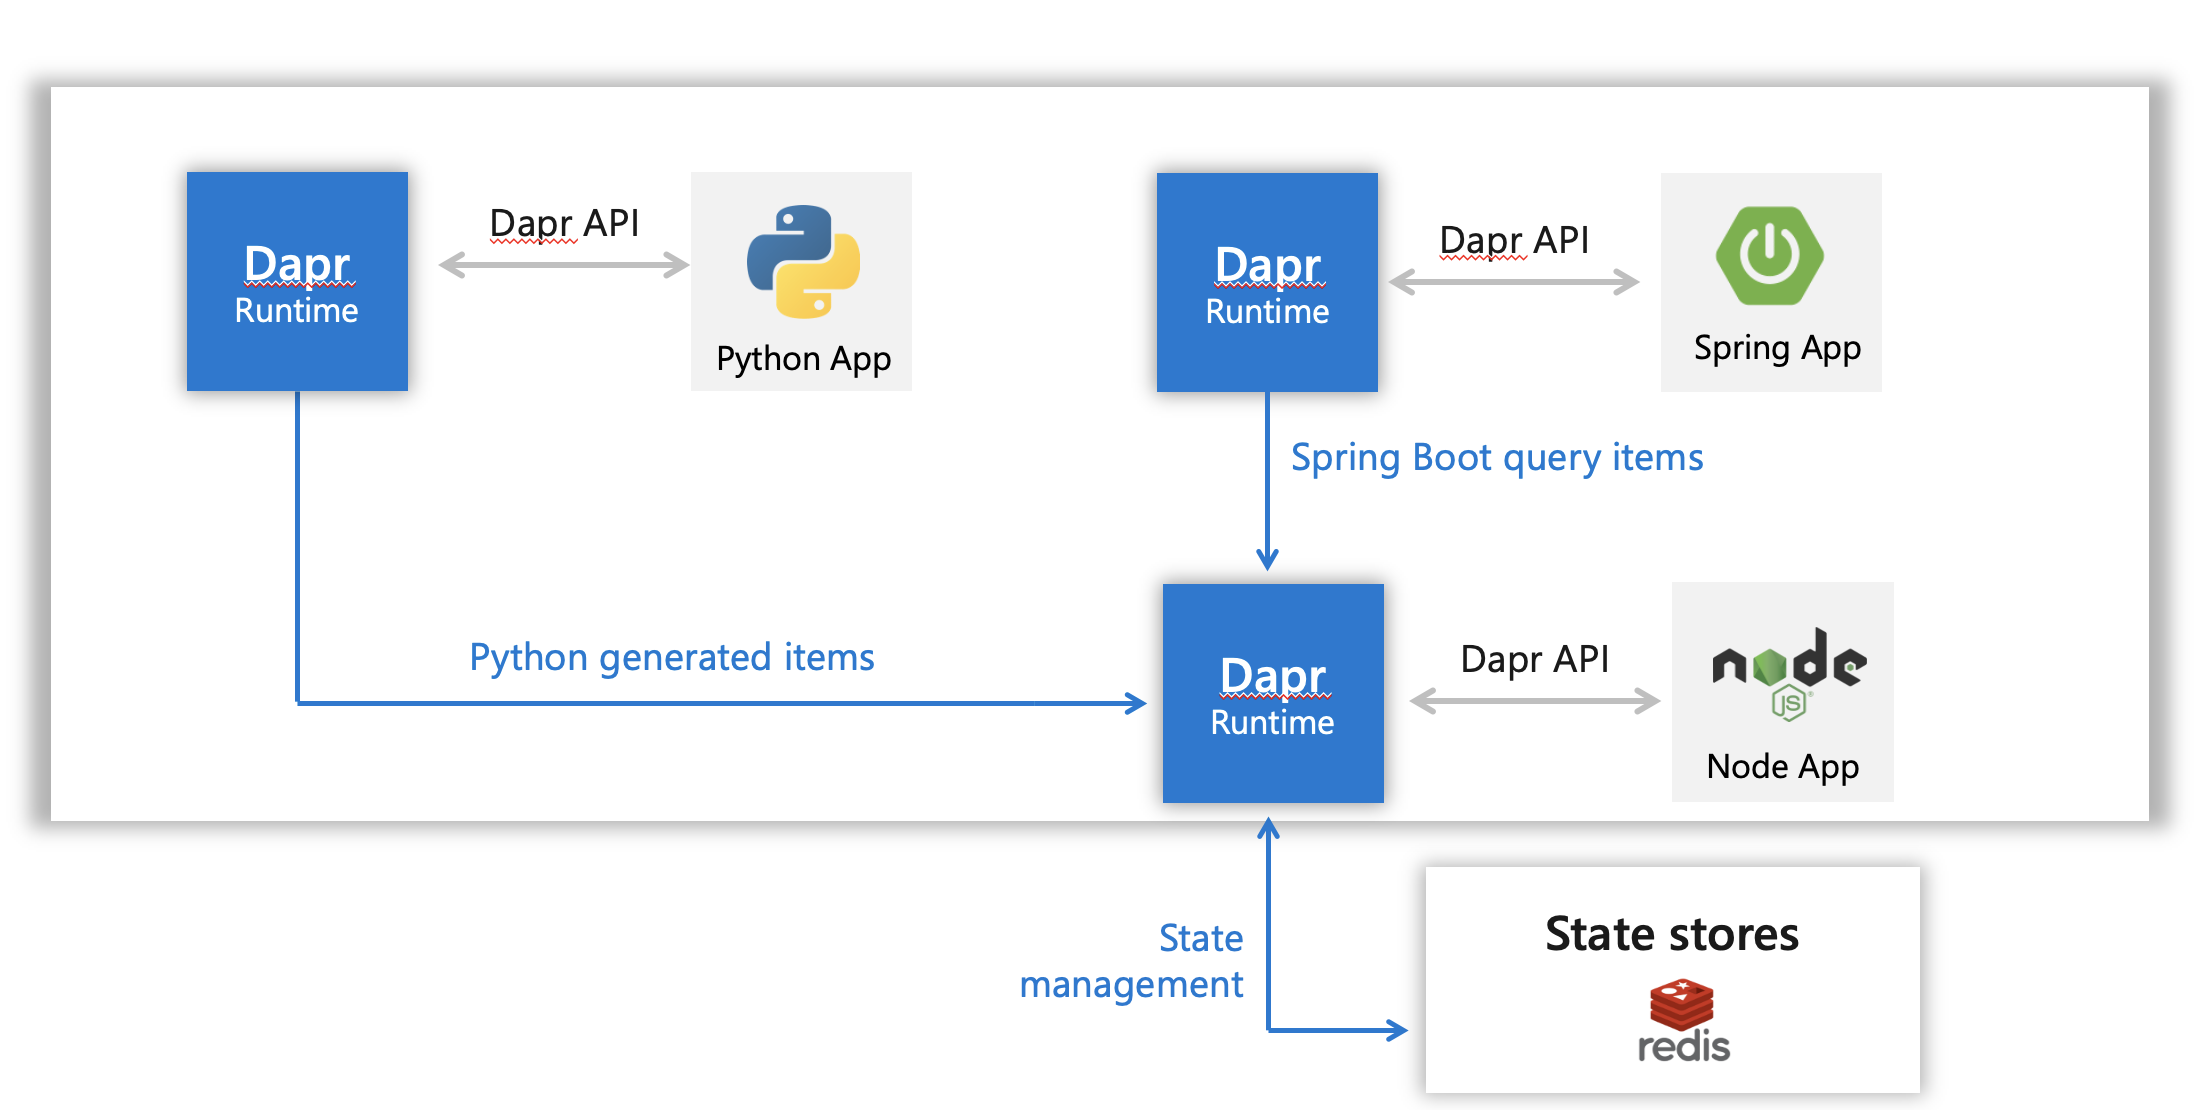 Dapr
Runtime
Dapr API
Python App
Dapr
Runtime
Dapr API
Spring App
Spring Boot query items
Python generated items
Dapr
Runtime
Dapr API
node
JS
®
Node App
State
management
State stores
redis